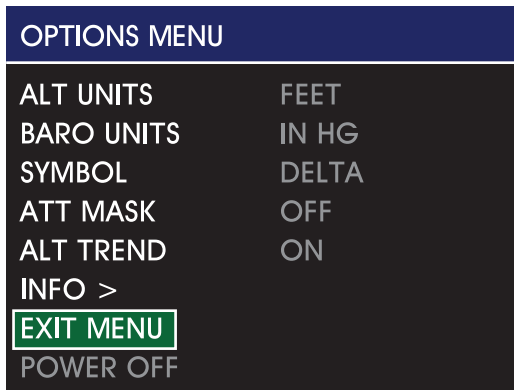 OPTIONS MENU
ALT UNITS FEET
BARO UNITS IN HG
SYMBOL DELTA
ATT MASK OFF
ALT TREND ON
INFO >
EXIT MENU
POWER OFF